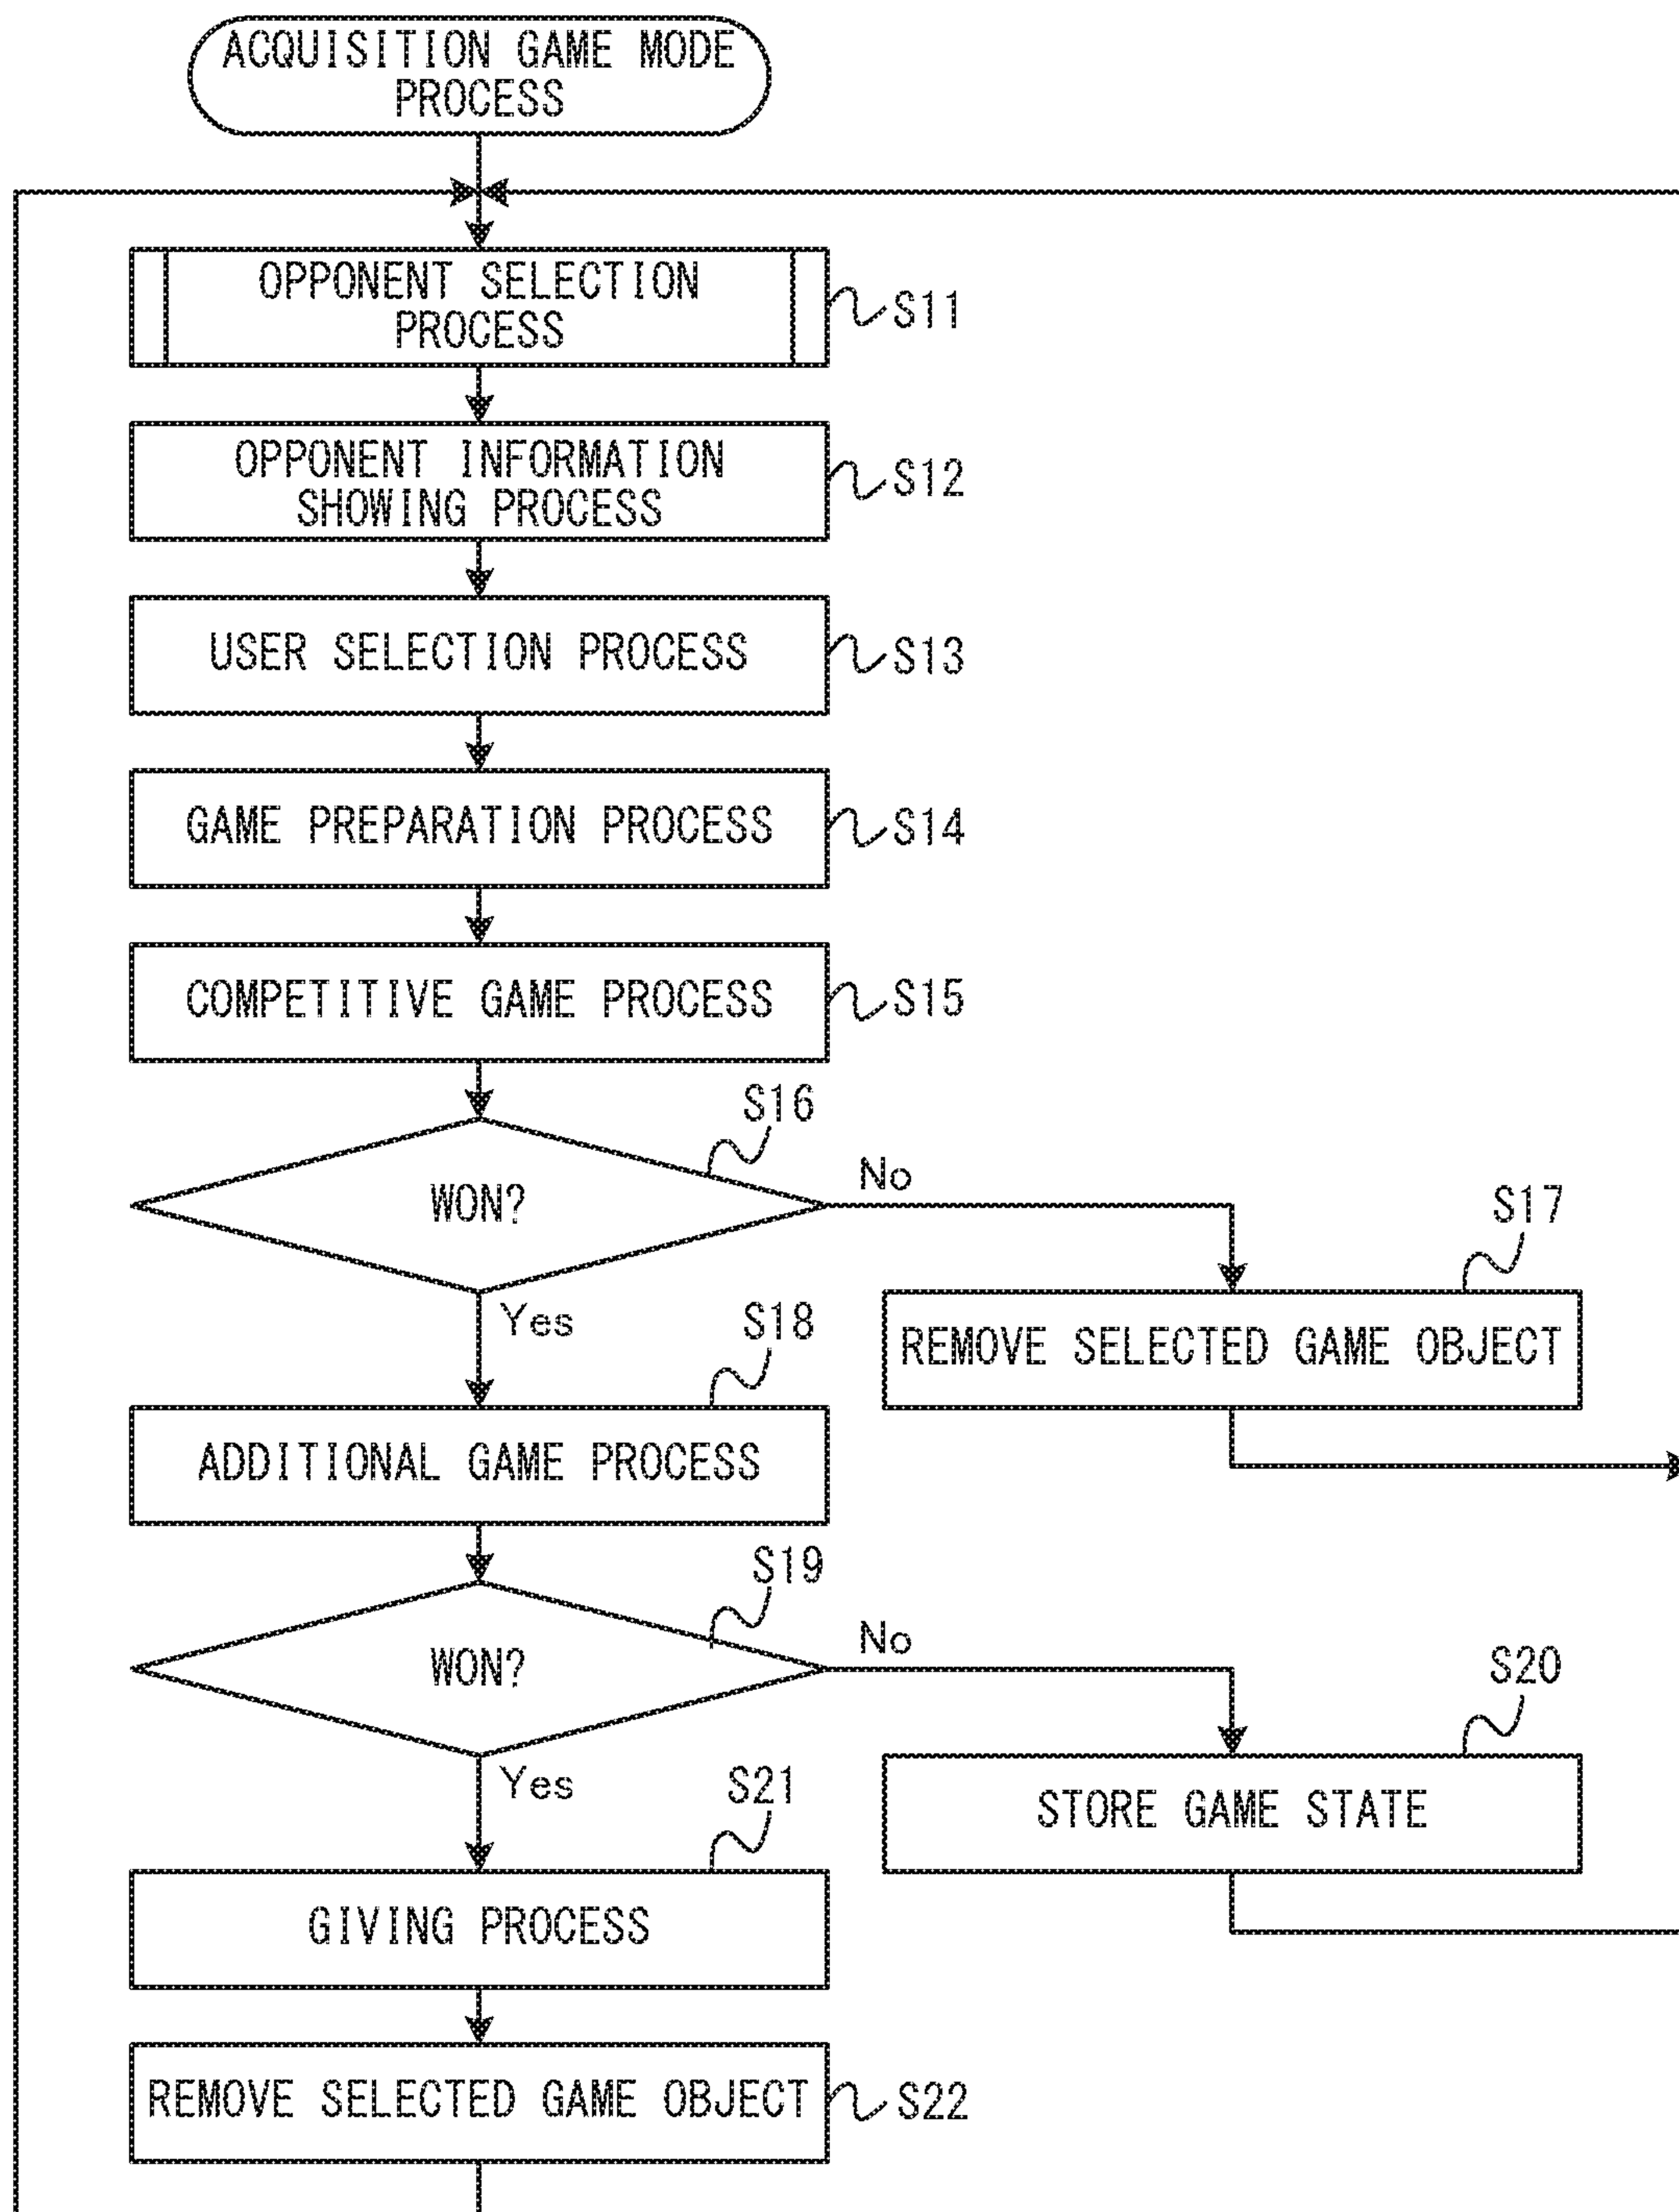 ACQUISITION GAME MODE
PROCESS
OPPONENT SELECTION
PROCESS
S11
OPPONENT INFORMATION
SHOWING PROCESS
S12
USER SELECTION PROCESS
S13
GAME PREPARATION PROCESS
S14
COMPETITIVE GAME PROCESS
S15
S16
WON?
No
Yes
S17
REMOVE SELECTED GAME OBJECT
S18
ADDITIONAL GAME PROCESS
S19
WON?
No
Yes
S20
STORE GAME STATE
S21
GIVING PROCESS
REMOVE SELECTED GAME OBJECT
S22